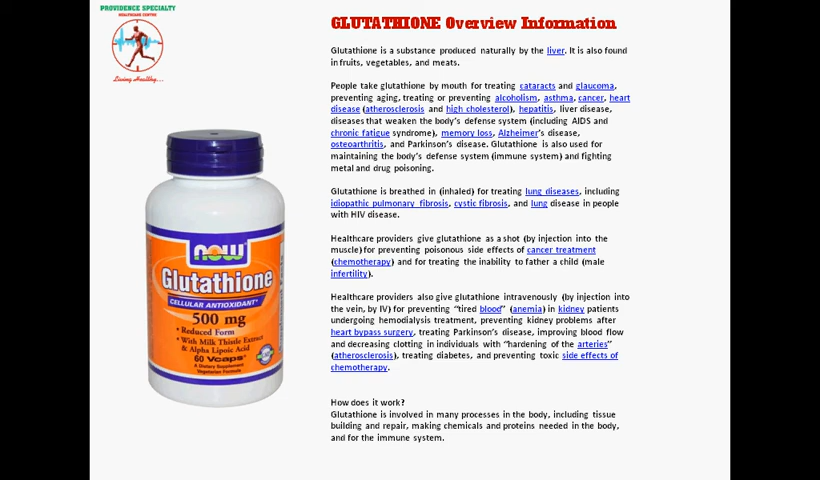 PROVIDENCE SPECIALTY
HEALTHCARE CENTRE
Living Healthy...
GLUTATHIONE Overview Information
Glutathione is a substance produced naturally by the liver. It is also found
in fruits, vegetables, and meats.
People take glutathione by mouth for treating cataracts and glaucoma,
preventing aging, treating or preventing alcoholism, asthma, cancer, heart
disease (atherosclerosis and high cholesterol), hepatitis, liver disease,
diseases that weaken the body's defense system (including AIDS and
chronic fatigue syndrome), memory loss, Alzheimer's disease,
osteoarthritis, and Parkinson's disease. Glutathione is also used for
maintaining the body's defense system (immune system) and fighting
metal and drug poisoning.
Glutathione is breathed in (inhaled) for treating lung diseases, including
idiopathic pulmonary fibrosis, cystic fibrosis, and lung disease in people
with HIV disease.
Healthcare providers give glutathione as a shot (by injection into the
muscle) for preventing poisonous side effects of cancer treatment
(chemotherapy) and for treating the inability to father a child (male
infertility).
Healthcare providers also give glutathione intravenously (by injection into
the vein, by IV) for preventing “tired blood” (anemia) in kidney patients
undergoing hemodialysis treatment, preventing kidney problems after
heart bypass surgery, treating Parkinson's disease, improving blood flow
and decreasing clotting in individuals with “hardening of the arteries”
(atherosclerosis), treating diabetes, and preventing toxic side effects of
chemotherapy.
How does it work?
Glutathione is involved in many processes in the body, including tissue
building and repair, making chemicals and proteins needed in the body,
and for the immune system.
now
Glutathione
CELLULAR ANTIOXIDANT*
500 mg
• Reduced Form
• With Milk Thistle Extract
& Alpha Lipoic Acid
60 Vcaps®
A Dietary Supplement
Vegetarian Formula